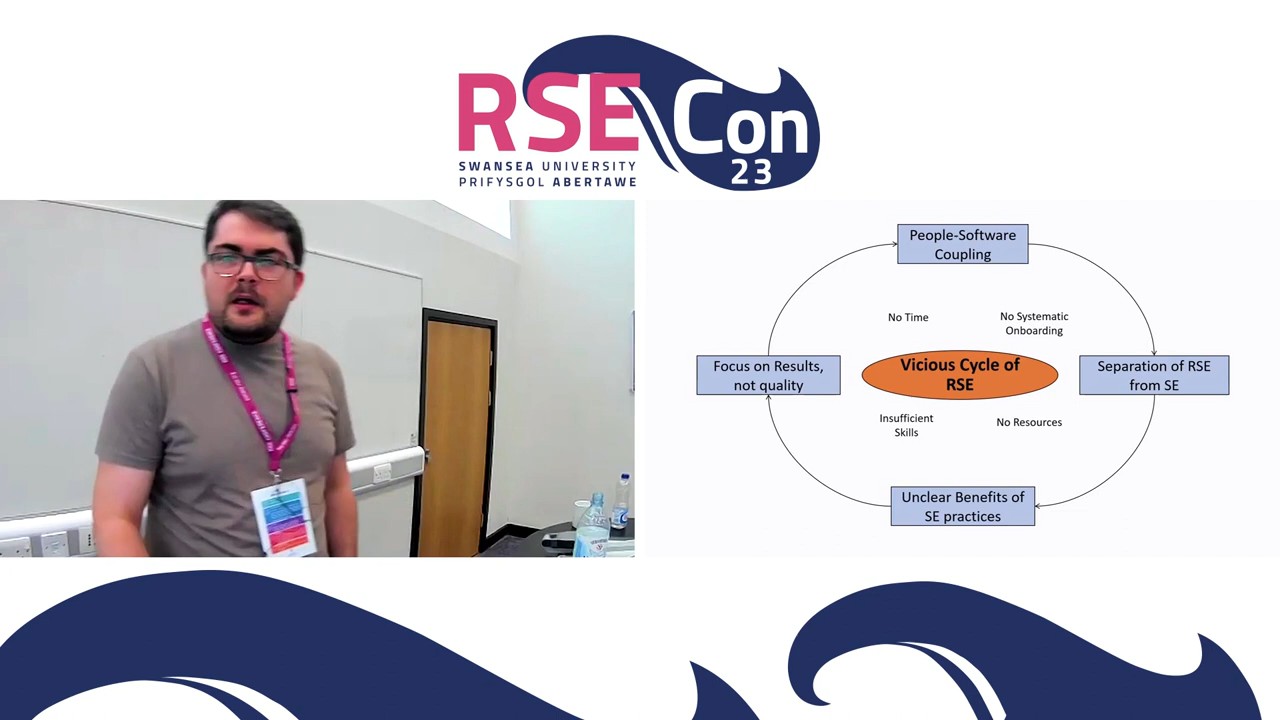 RSE Con
23
SWANSEA UNIVERSITY
PRIFYSGOL ABERTAWE
People-Software
Coupling
No Time
No Systematic
Onboarding
Focus on Results,
not quality
Vicious Cycle of
RSE
Separation of RSE
from SE
Insufficient
Skills
No Resources
Unclear Benefits of
SE practices